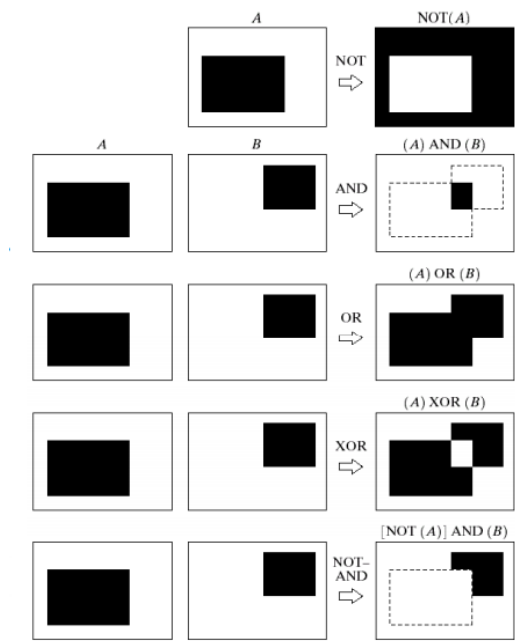 A
NOT(A)
NOT
A
B
(A) AND (B)
AND
(A) OR (B)
OR
(A) XOR (B)
XOR
[NOT (A)] AND (B)
NOT–
AND